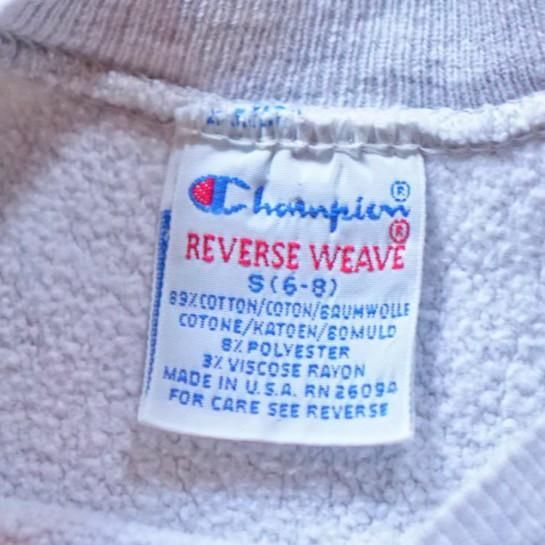 Champion®
REVERSE WEAVE®
S(6-8)
89% COTTON/COTON/BAUMWOLLE
COTONE/KATOEN/BOMULD
8% POLYESTER
3% VISCOSE RAYON
MADE IN U.S.A. RN 26094
FOR CARE SEE REVERSE